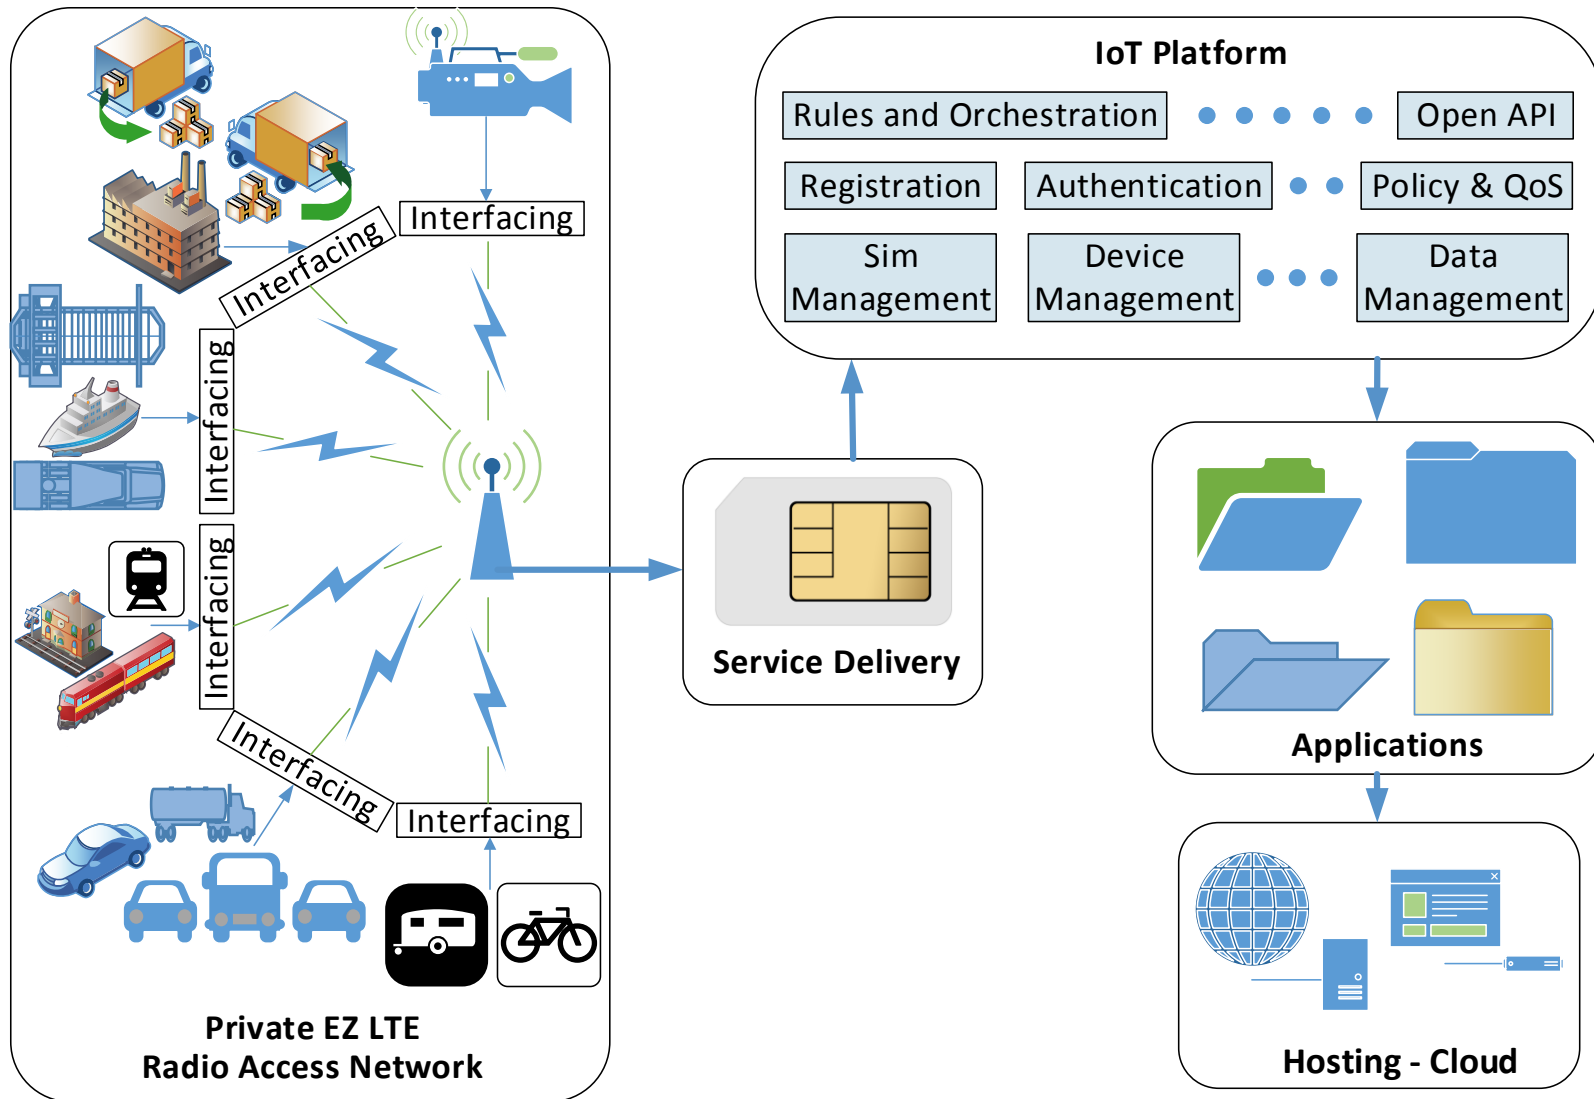 Interfacing
Interfacing
Interfacing
Interfacing
Interfacing
Interfacing
Private EZ LTE
Radio Access Network
Service Delivery
IoT Platform
Rules and Orchestration
Open API
Registration
Authentication
Policy & QoS
Sim
Management
Device
Management
Data
Management
Applications
Hosting - Cloud